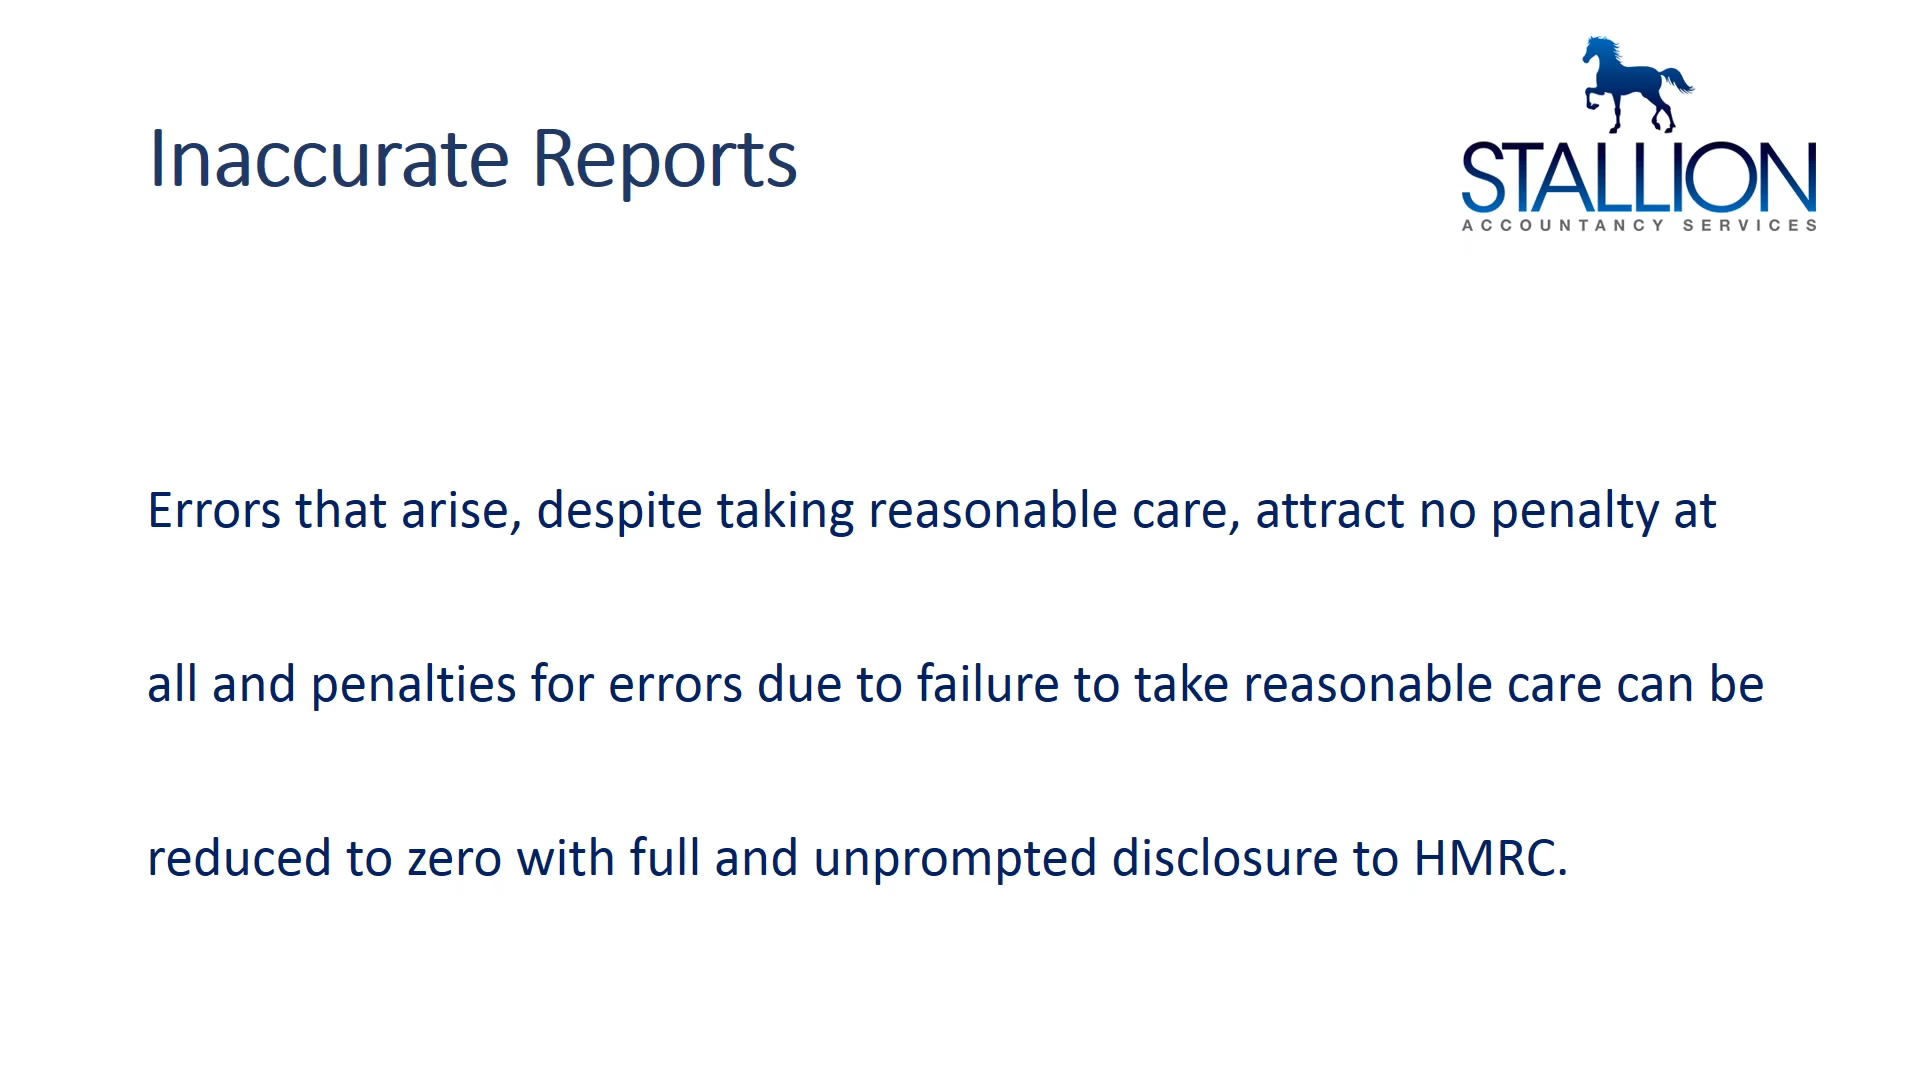 Inaccurate Reports
STALLION
ACCOUNTANCY SERVICES
Errors that arise, despite taking reasonable care, attract no penalty at
all and penalties for errors due to failure to take reasonable care can be
reduced to zero with full and unprompted disclosure to HMRC.